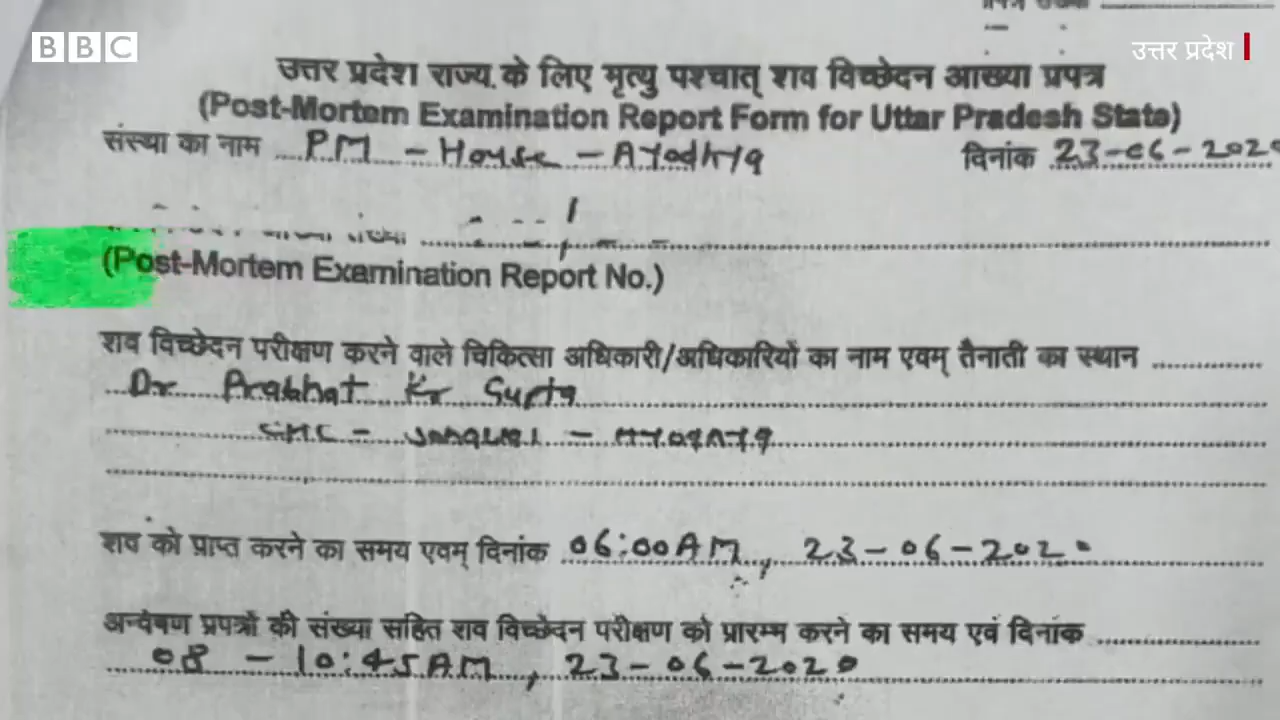 BBC
उत्तर प्रदेश
उत्तर प्रदेश राज्य के लिए मृत्यु पश्चात् शव विच्छेदन आख्या प्रपत्र
(Post-Mortem Examination Report Form for Uttar Pradesh State)
संस्था का नाम PM - House - Ayodhya दिनांक 23-06-2020
(Post-Mortem Examination Report No.)
शव विच्छेदन परीक्षण करने वाले चिकित्सा अधिकारी/अधिकारियों का नाम एवम् तैनाती का स्थान
Dr Prabhat Kr Gupta
CHC - - Ayodhya
शव को प्राप्त करने का समय एवम् दिनांक 06:00AM, 23-06-2020
अन्वेषण प्रपत्रों की संख्या सहित शव विच्छेदन परीक्षण को प्रारम्भ करने का समय एवं दिनांक
08 - 10:45AM, 23-06-2020